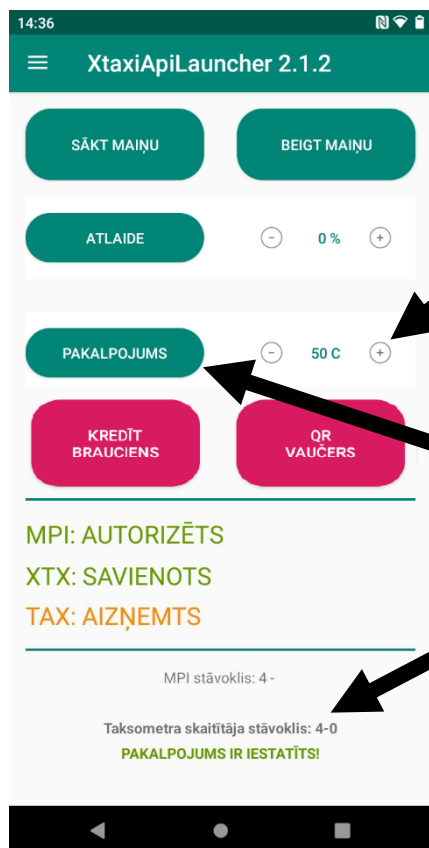 14:36
XtaxiApiLauncher 2.1.2
SĀKT MAIŅU
BEIGT MAIŅU
ATLAIDE
0 %
PAKALPOJUMS
50 C
KREDĪT
BRAUCIENS
QR
VAUČERS
MPI: AUTORIZĒTS
XTX: SAVIENOTS
TAX: AIZŅEMTS
MPI stāvoklis: 4 -
Taksometra skaitītāja stāvoklis: 4-0
PAKALPOJUMS IR IESTATĪTS!